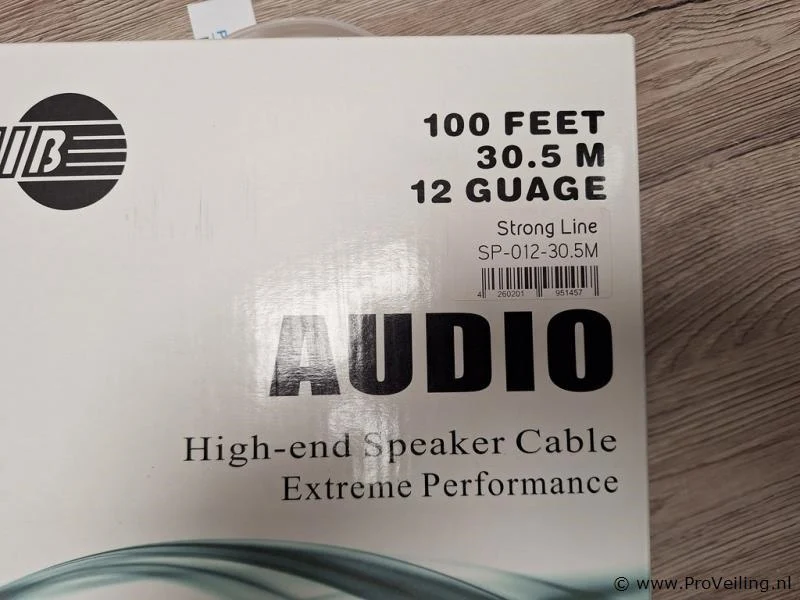 100 FEET
30.5 M
12 GUAGE
Strong Line
SP-012-30.5M
4 260201 951457
AUDIO
High-end Speaker Cable
Extreme Performance
© www.ProVeiling.nl